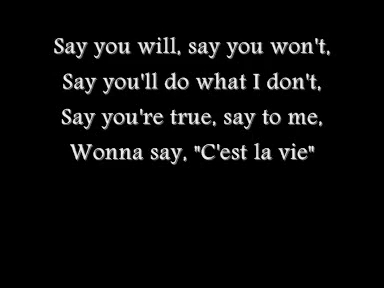 Say you will, say you won't,
Say you'll do what I don't,
Say you're true, say to me,
Wonna say, "C'est la vie"